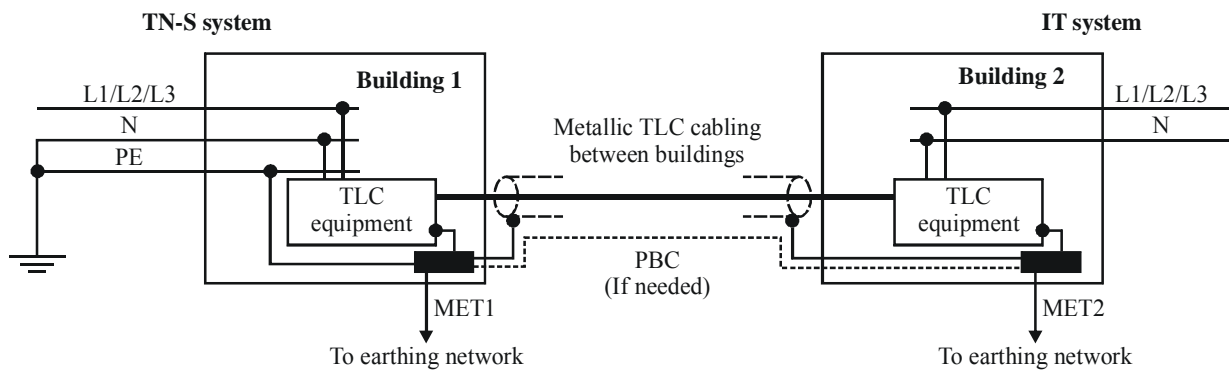 TN-S system
IT system
Building 1
Building 2
L1/L2/L3
N
PE
Metallic TLC cabling
between buildings
L1/L2/L3
N
TLC
equipment
TLC
equipment
PBC
(If needed)
MET1
MET2
To earthing network
To earthing network